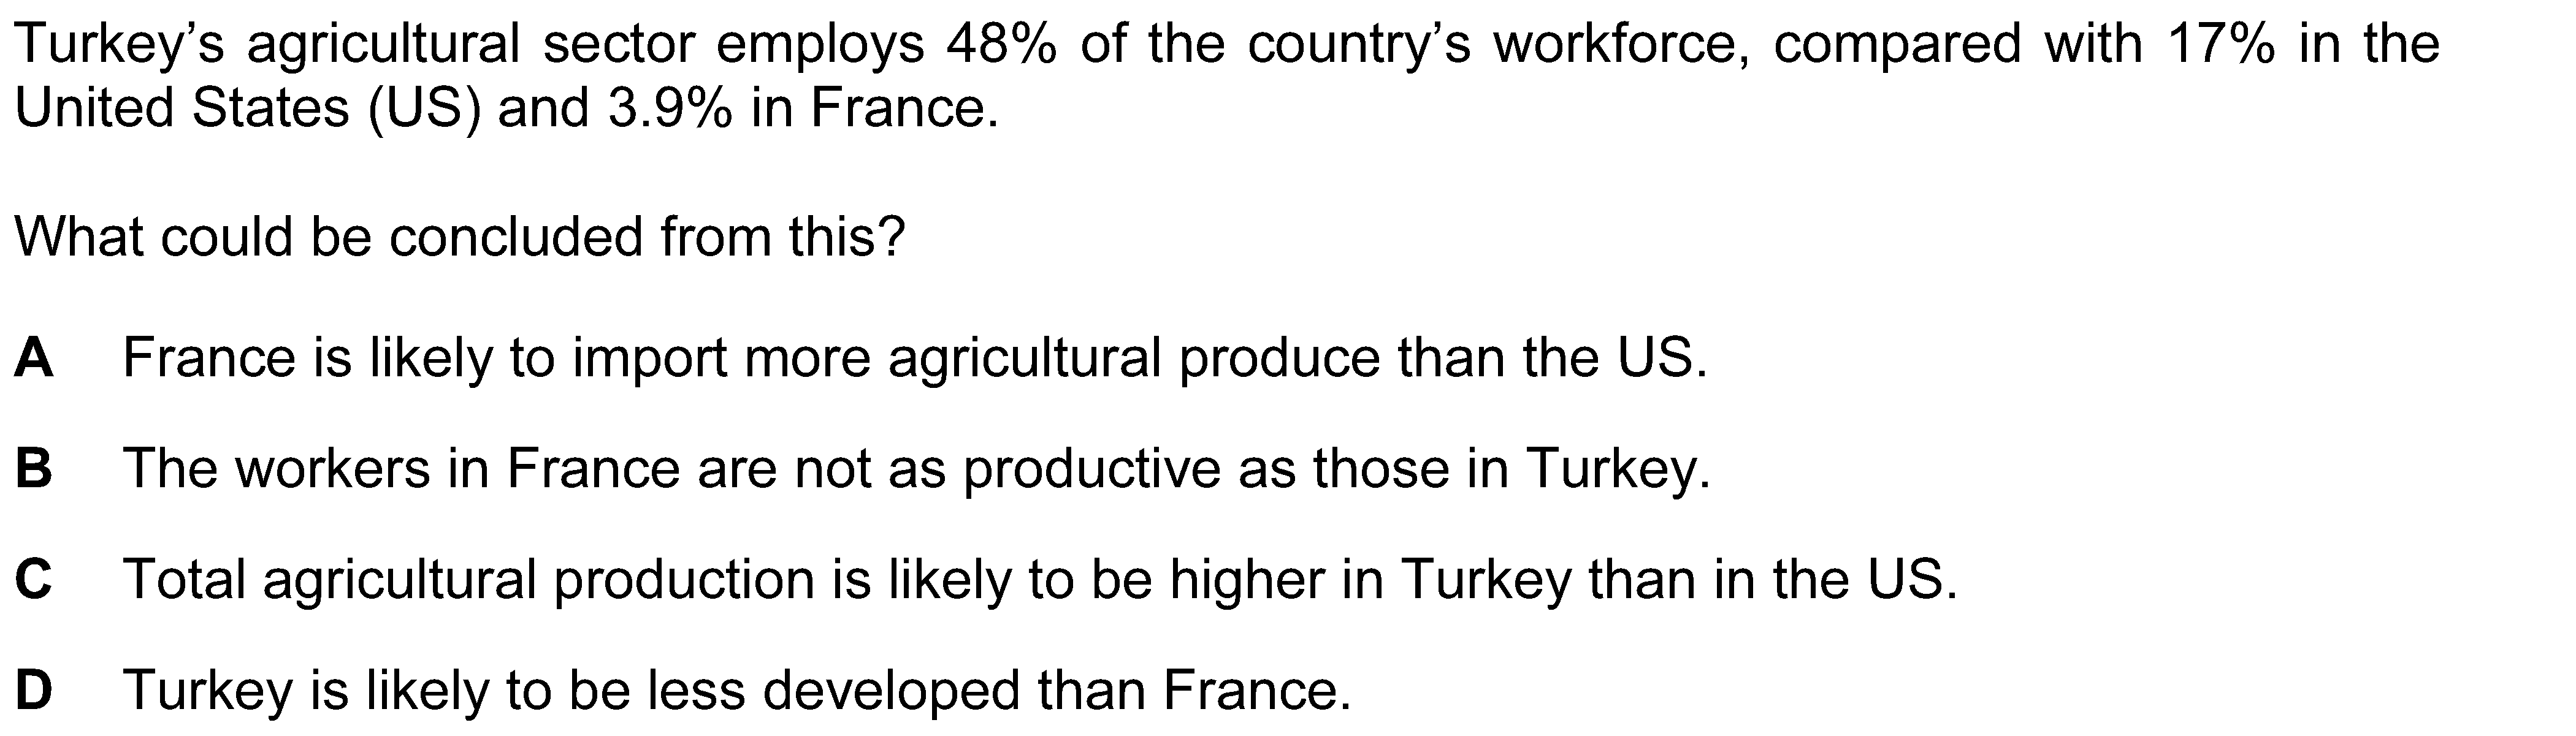 Turkey’s agricultural sector employs 48% of the country’s workforce, compared with 17% in the
United States (US) and 3.9% in France.
What could be concluded from this?
A France is likely to import more agricultural produce than the US.
B The workers in France are not as productive as those in Turkey.
C Total agricultural production is likely to be higher in Turkey than in the US.
D Turkey is likely to be less developed than France.